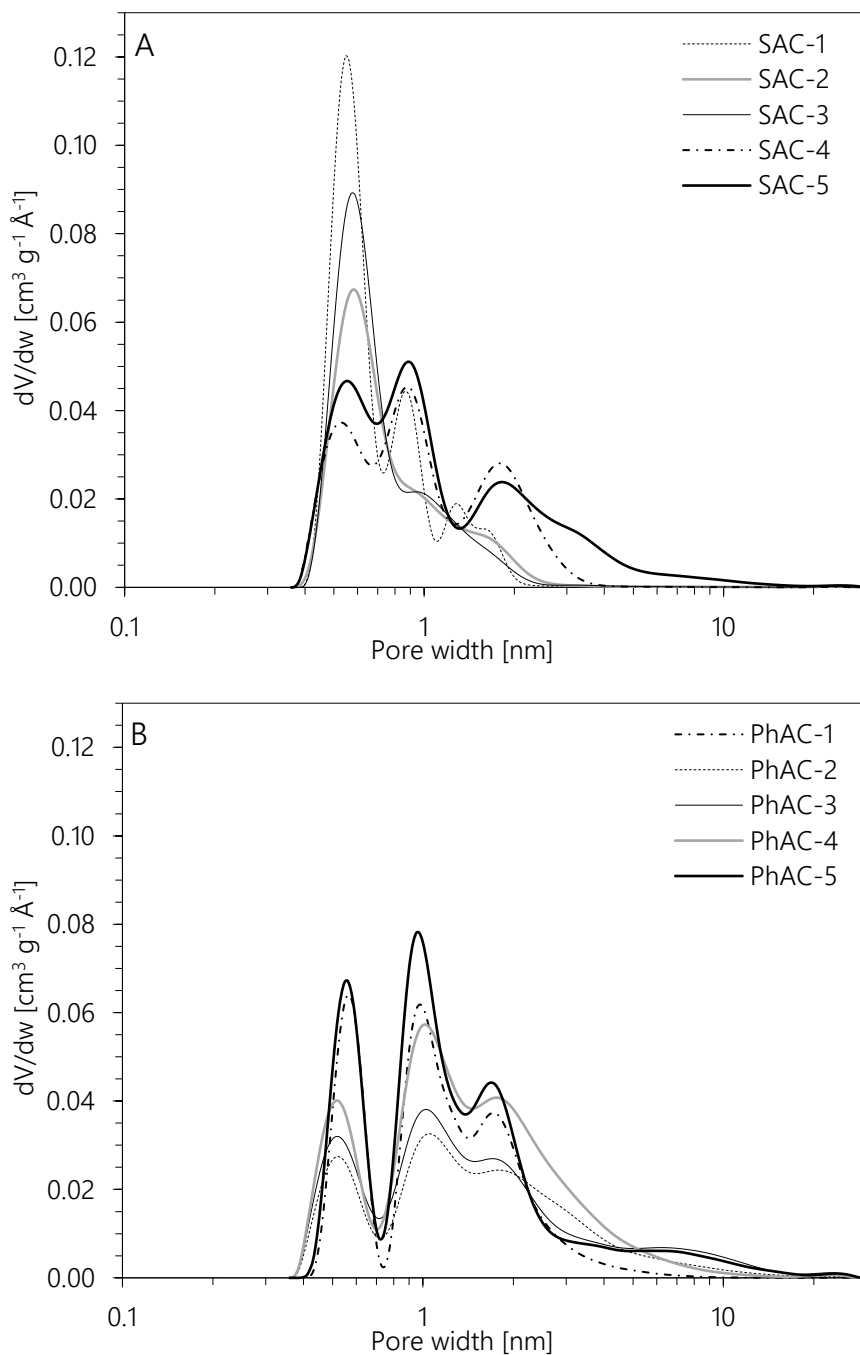 A
SAC-1
SAC-2
SAC-3
SAC-4
SAC-5
0.12
0.10
0.08
0.06
0.04
0.02
0.00
dV/dw [cm³ g⁻¹ Å⁻¹]
0.1
1
10
Pore width [nm]
B
PhAC-1
PhAC-2
PhAC-3
PhAC-4
PhAC-5
0.12
0.10
0.08
0.06
0.04
0.02
0.00
dV/dw [cm³ g⁻¹ Å⁻¹]
0.1
1
10
Pore width [nm]